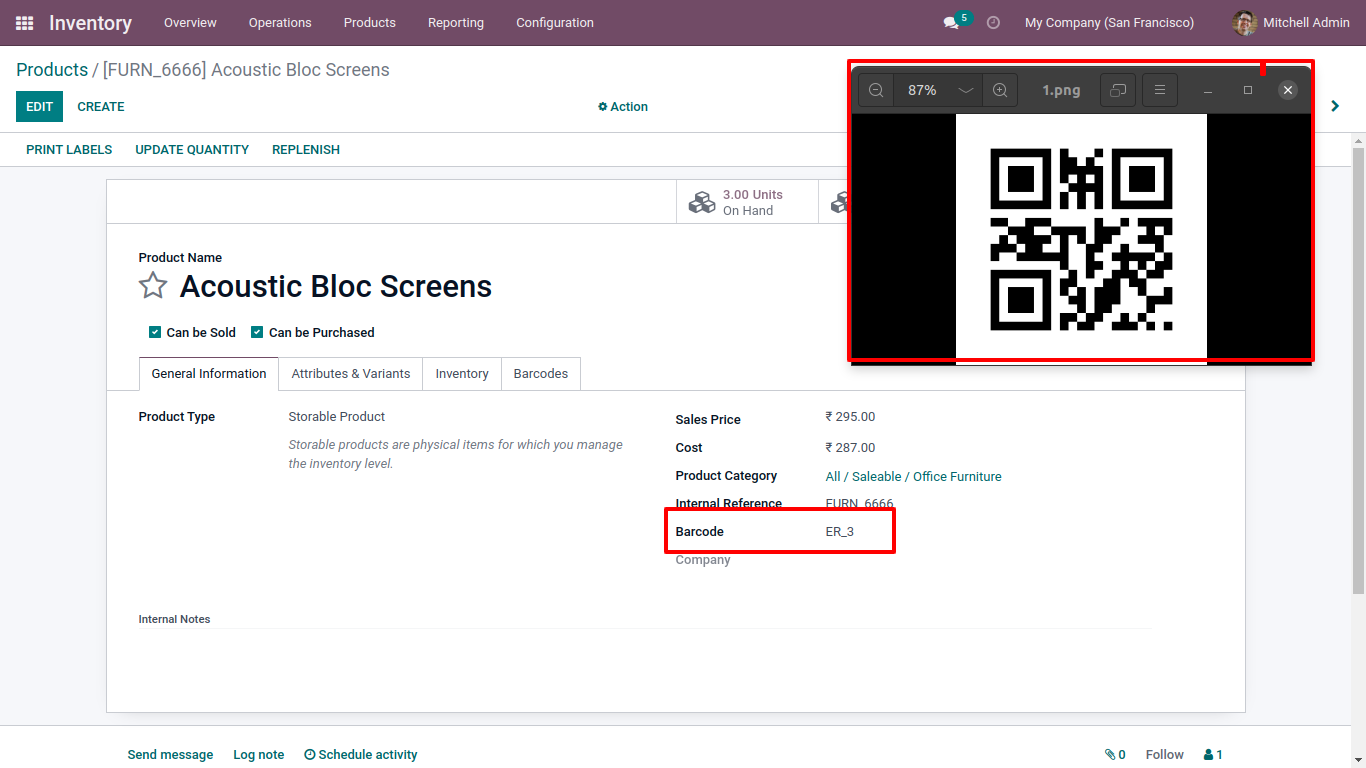 Inventory Overview Operations Products Reporting Configuration 5 My Company (San Francisco) Mitchell Admin
Products / [FURN_6666] Acoustic Bloc Screens
87% 1.png
EDIT CREATE Action
PRINT LABELS UPDATE QUANTITY REPLENISH
3.00 Units
On Hand
Product Name
Acoustic Bloc Screens
Can be Sold Can be Purchased
General Information Attributes & Variants Inventory Barcodes
Product Type Storable Product
Storable products are physical items for which you manage
the inventory level.
Sales Price ₹ 295.00
Cost ₹ 287.00
Product Category All / Saleable / Office Furniture
Internal Reference FURN_6666
Barcode ER_3
Company
Internal Notes
Send message Log note Schedule activity 0 Follow 1